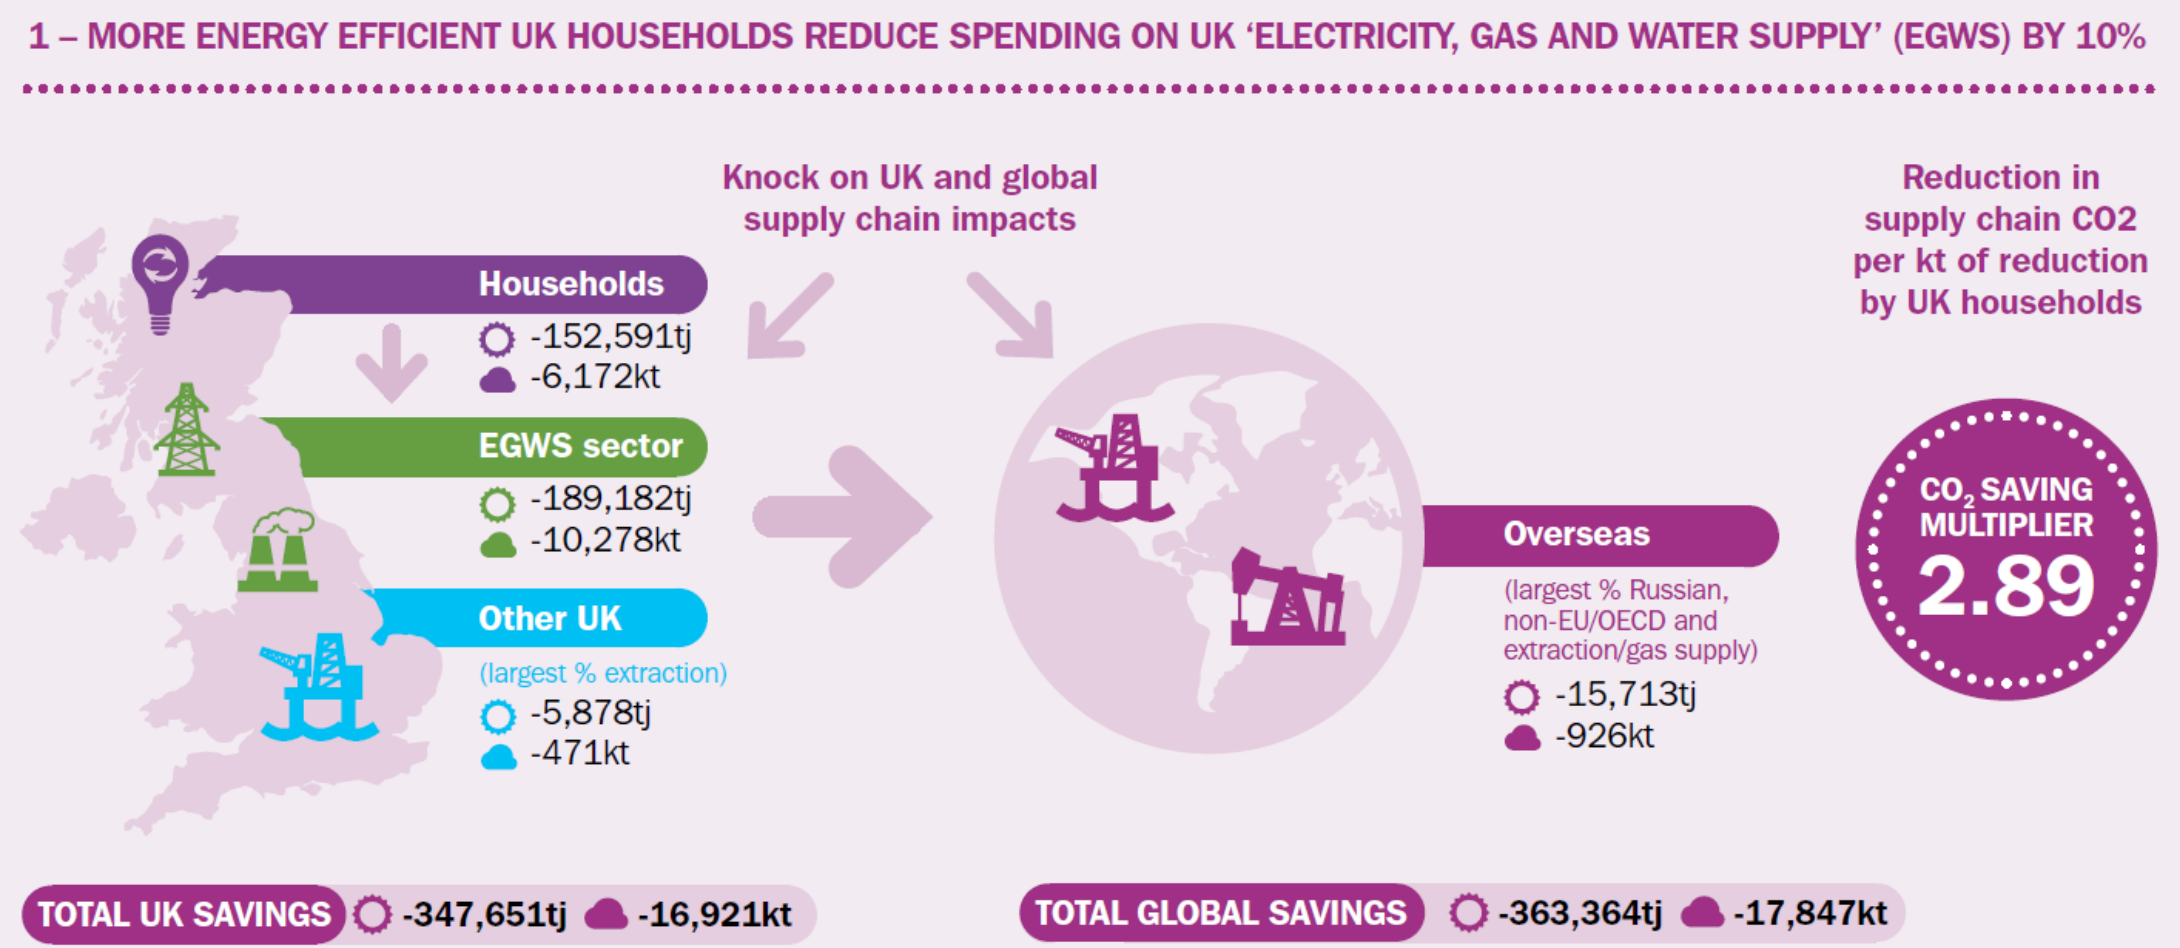 1 – MORE ENERGY EFFICIENT UK HOUSEHOLDS REDUCE SPENDING ON UK ‘ELECTRICITY, GAS AND WATER SUPPLY’ (EGWS) BY 10%
Knock on UK and global
supply chain impacts
Reduction in
supply chain CO2
per kt of reduction
by UK households
Households
-152,591tj
-6,172kt
EGWS sector
-189,182tj
-10,278kt
Other UK
(largest % extraction)
-5,878tj
-471kt
Overseas
(largest % Russian,
non-EU/OECD and
extraction/gas supply)
-15,713tj
-926kt
CO₂ SAVING
MULTIPLIER
2.89
TOTAL UK SAVINGS -347,651tj -16,921kt
TOTAL GLOBAL SAVINGS -363,364tj -17,847kt